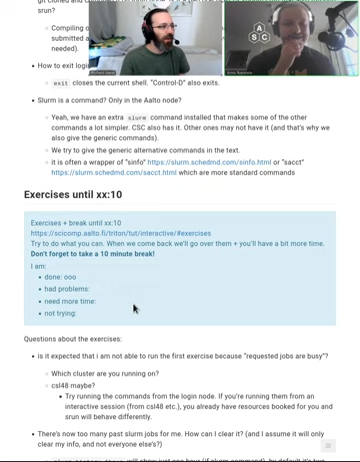 git cloned and
srun?
Compiling o
submitted a
needed).
How to exit logi
exit closes the current shell. "Control-D" also exits.
Slurm is a command? Only in the Aalto node?
Yeah, we have an extra slurm command installed that makes some of the other
commands a lot simpler. CSC also has it. Other ones may not have it (and that's why we
also give the generic commands).
We try to give the generic alternative commands in the text.
it is often a wrapper of "sinfo" https://slurm.schedmd.com/sinfo.html or "sacct"
https://slurm.schedmd.com/sacct.html which are more standard commands
A
S
C
Exercises until xx:10
Exercises + break until xx:10
https://scicomp.aalto.fi/triton/tut/interactive/#exercises
Try to do what you can. When we come back we'll go over them + you'll have a bit more time.
Don't forget to take a 10 minute break!
I am:
done: ooo
had problems:
need more time:
not trying:
Questions about the exercises:
is it expected that i am not able to run the first exercise because "requested jobs are busy"?
Which cluster are you running on?
csl48 maybe?
Try running the commands from the login node. If you're running them from an
interactive session (from csl48 etc.), you already have resources booked for you and
srun will behave differently.
There's now too many past slurm jobs for me. How can I clear it? (and I assume it will only
clear my info, and not everyone else's?)